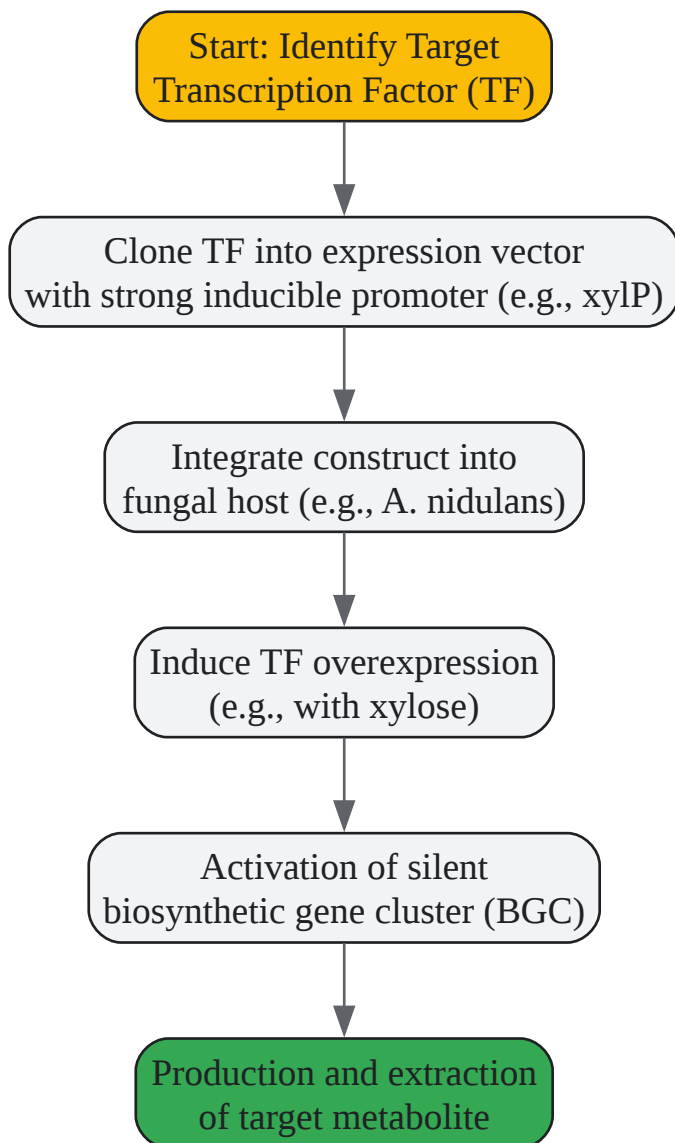 Start: Identify Target
Transcription Factor (TF)
Clone TF into expression vector
with strong inducible promoter (e.g., xylP)
Integrate construct into
fungal host (e.g., A. nidulans)
Induce TF overexpression
(e.g., with xylose)
Activation of silent
biosynthetic gene cluster (BGC)
Production and extraction
of target metabolite